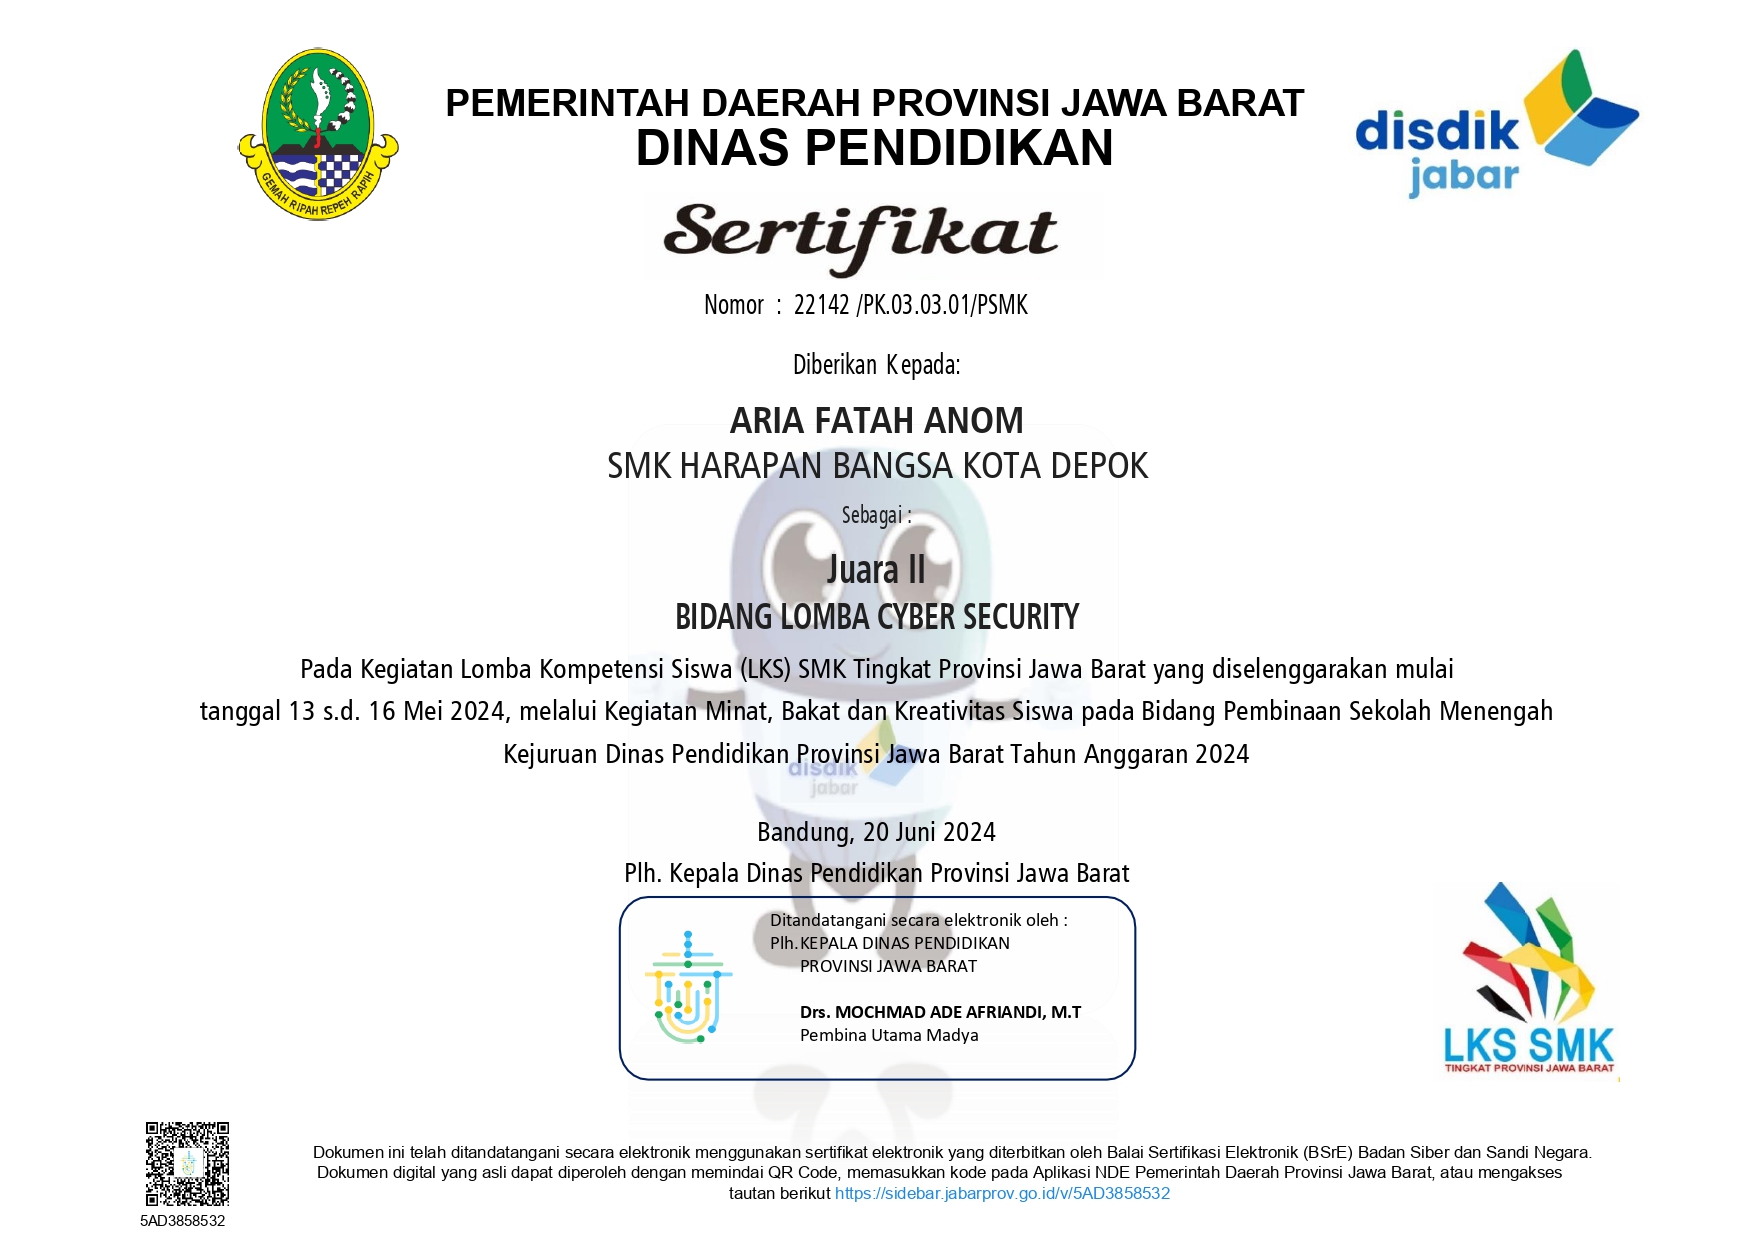 PEMERINTAH DAERAH PROVINSI JAWA BARAT
DINAS PENDIDIKAN
GEMAH RIPAH REPEH RAPIH
disdik
jabar
Sertifikat
Nomor : 22142 /PK.03.03.01/PSMK
Diberikan Kepada:
ARIA FATAH ANOM
SMK HARAPAN BANGSA KOTA DEPOK
Sebagai :
Juara II
BIDANG LOMBA CYBER SECURITY
Pada Kegiatan Lomba Kompetensi Siswa (LKS) SMK Tingkat Provinsi Jawa Barat yang diselenggarakan mulai
tanggal 13 s.d. 16 Mei 2024, melalui Kegiatan Minat, Bakat dan Kreativitas Siswa pada Bidang Pembinaan Sekolah Menengah
Kejuruan Dinas Pendidikan Provinsi Jawa Barat Tahun Anggaran 2024
disdik
jabar
Bandung, 20 Juni 2024
Plh. Kepala Dinas Pendidikan Provinsi Jawa Barat
Ditandatangani secara elektronik oleh :
Plh.KEPALA DINAS PENDIDIKAN
PROVINSI JAWA BARAT
Drs. MOCHMAD ADE AFRIANDI, M.T
Pembina Utama Madya
LKS SMK
TINGKAT PROVINSI JAWA BARAT
Dokumen ini telah ditandatangani secara elektronik menggunakan sertifikat elektronik yang diterbitkan oleh Balai Sertifikasi Elektronik (BSrE) Badan Siber dan Sandi Negara.
Dokumen digital yang asli dapat diperoleh dengan memindai QR Code, memasukkan kode pada Aplikasi NDE Pemerintah Daerah Provinsi Jawa Barat, atau mengakses
tautan berikut https://sidebar.jabarprov.go.id/v/5AD3858532
5AD3858532